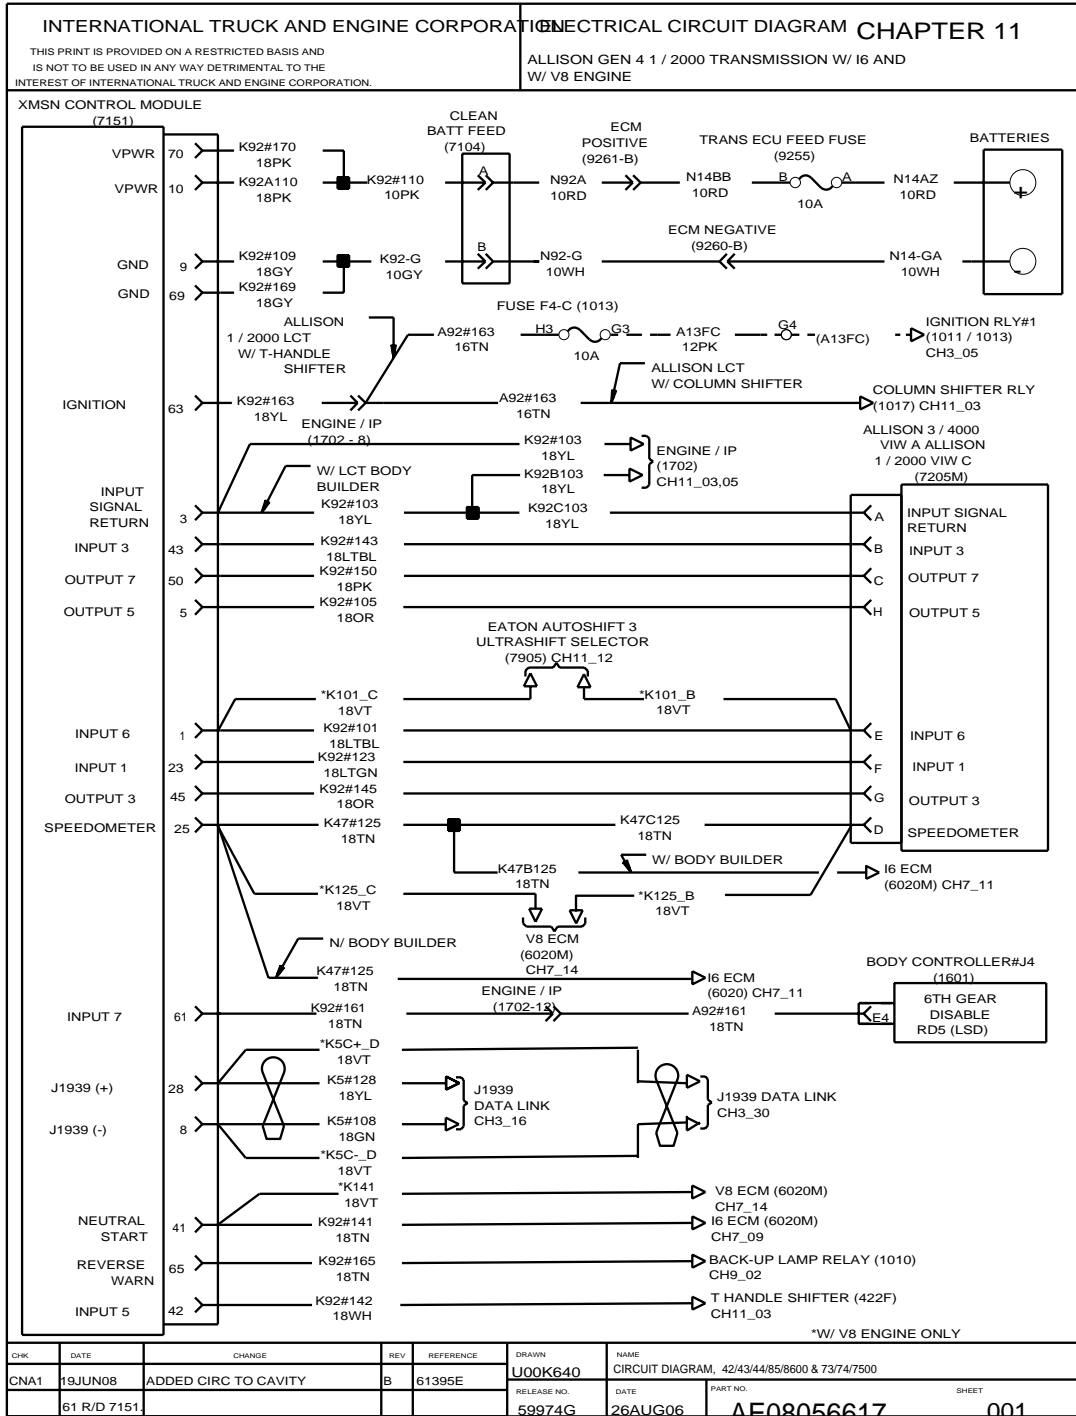 INTERNATIONAL TRUCK AND ENGINE CORPORATION
ELECTRICAL CIRCUIT DIAGRAM CHAPTER 11
THIS PRINT IS PROVIDED ON A RESTRICTED BASIS AND
IS NOT TO BE USED IN ANY WAY DETRIMENTAL TO THE
INTEREST OF INTERNATIONAL TRUCK AND ENGINE CORPORATION.
ALLISON GEN 4 1 / 2000 TRANSMISSION W/ I6 AND
W/ V8 ENGINE
XMSN CONTROL MODULE
(7151)
CLEAN
BATT FEED
(7104)
ECM
POSITIVE
(9261-B)
TRANS ECU FEED FUSE
(9255)
BATTERIES
VPWR 70 K92#170
18PK
VPWR 10 K92A110
18PK
K92#110
10PK
A
N92A
10RD
N14BB
10RD
B A
10A
N14AZ
10RD
+
ECM NEGATIVE
(9260-B)
GND 9 K92#109
18GY
K92-G
10GY
B
N92-G
10WH
N14-GA
10WH
-
GND 69 K92#169
18GY
FUSE F4-C (1013)
ALLISON
1 / 2000 LCT
W/ T-HANDLE
SHIFTER
A92#163
16TN
H3 G3
10A
A13FC
12PK
G4
(A13FC)
IGNITION RLY#1
(1011 / 1013)
CH3_05
ALLISON LCT
W/ COLUMN SHIFTER
IGNITION 63 K92#163
18YL
ENGINE / IP
(1702 - 8)
A92#163
16TN
COLUMN SHIFTER RLY
(1017) CH11_03
ALLISON 3 / 4000
VIW A ALLISON
1 / 2000 VIW C
(7205M)
K92#103
18YL
K92B103
18YL
ENGINE / IP
(1702)
CH11_03,05
W/ LCT BODY
BUILDER
INPUT
SIGNAL
RETURN
3
K92#103
18YL
K92C103
18YL
A
INPUT SIGNAL
RETURN
INPUT 3 43 K92#143
18LTBL
B INPUT 3
OUTPUT 7 50 K92#150
18PK
C OUTPUT 7
OUTPUT 5 5 K92#105
18OR
H OUTPUT 5
EATON AUTOSHIFT 3
ULTRASHIFT SELECTOR
(7905) CH11_12
*K101_C
18VT
*K101_B
18VT
INPUT 6 1 K92#101
18LTBL
E INPUT 6
INPUT 1 23 K92#123
18LTGN
F INPUT 1
OUTPUT 3 45 K92#145
18OR
G OUTPUT 3
SPEEDOMETER 25 K47#125
18TN
K47C125
18TN
D SPEEDOMETER
K47B125
18TN
W/ BODY BUILDER
I6 ECM
(6020M) CH7_11
*K125_C
18VT
*K125_B
18VT
V8 ECM
(6020M)
CH7_14
N/ BODY BUILDER
K47#125
18TN
I6 ECM
(6020) CH7_11
BODY CONTROLLER#J4
(1601)
ENGINE / IP
(1702-12)
INPUT 7 61 K92#161
18TN
A92#161
18TN
E4
6TH GEAR
DISABLE
RD5 (LSD)
*K5C+_D
18VT
J1939 (+) 28 K5#128
18YL
J1939 (-) 8 K5#108
18GN
J1939
DATA LINK
CH3_16
J1939 DATA LINK
CH3_30
*K5C-_D
18VT
*K141
18VT
V8 ECM (6020M)
CH7_14
NEUTRAL
START
41
K92#141
18TN
I6 ECM (6020M)
CH7_09
REVERSE
WARN
65
K92#165
18TN
BACK-UP LAMP RELAY (1010)
CH9_02
INPUT 5 42 K92#142
18WH
T HANDLE SHIFTER (422F)
CH11_03
*W/ V8 ENGINE ONLY
CHK DATE CHANGE REV REFERENCE DRAWN NAME
CNA1 19JUN08 ADDED CIRC TO CAVITY B 61395E U00K640 CIRCUIT DIAGRAM, 42/43/44/85/8600 & 73/74/7500
61 R/D 7151.
RELEASE NO. DATE PART NO. SHEET
59974G 26AUG06 AE08056617 001